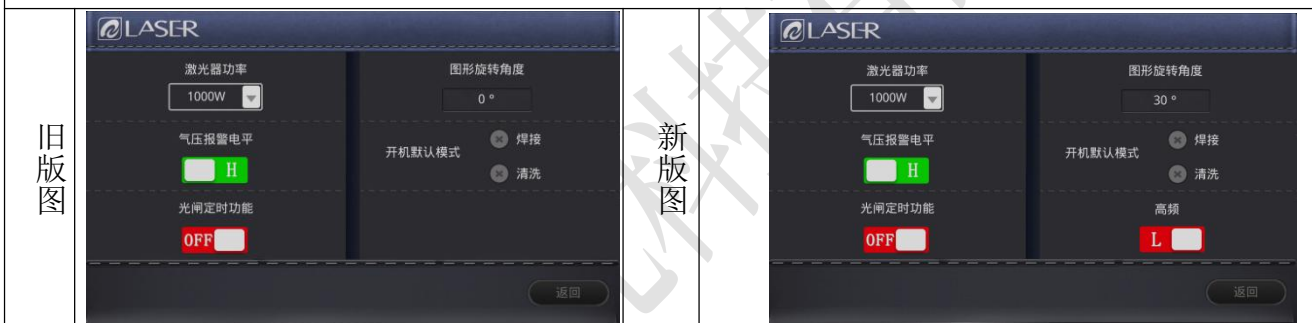 旧版图
LASER
激光器功率
1000W
图形旋转角度
0 °
气压报警电平
H
开机默认模式
焊接
清洗
光闸定时功能
OFF
返回
新版图
LASER
激光器功率
1000W
图形旋转角度
30 °
气压报警电平
H
开机默认模式
焊接
清洗
光闸定时功能
OFF
高频
L
返回